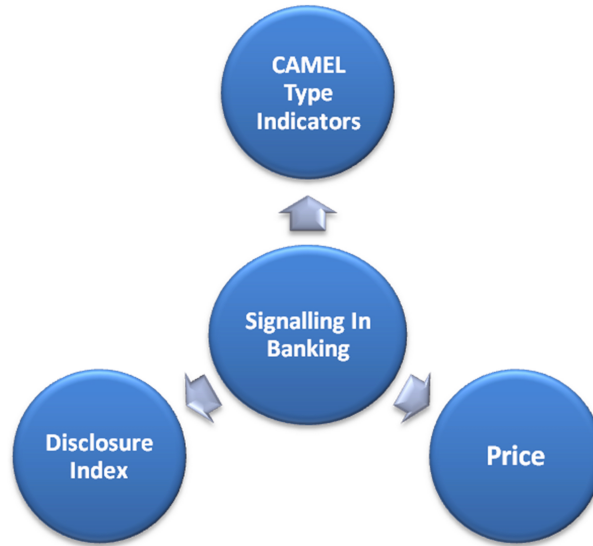 CAMEL
Type
Indicators
Signalling In
Banking
Disclosure
Index
Price